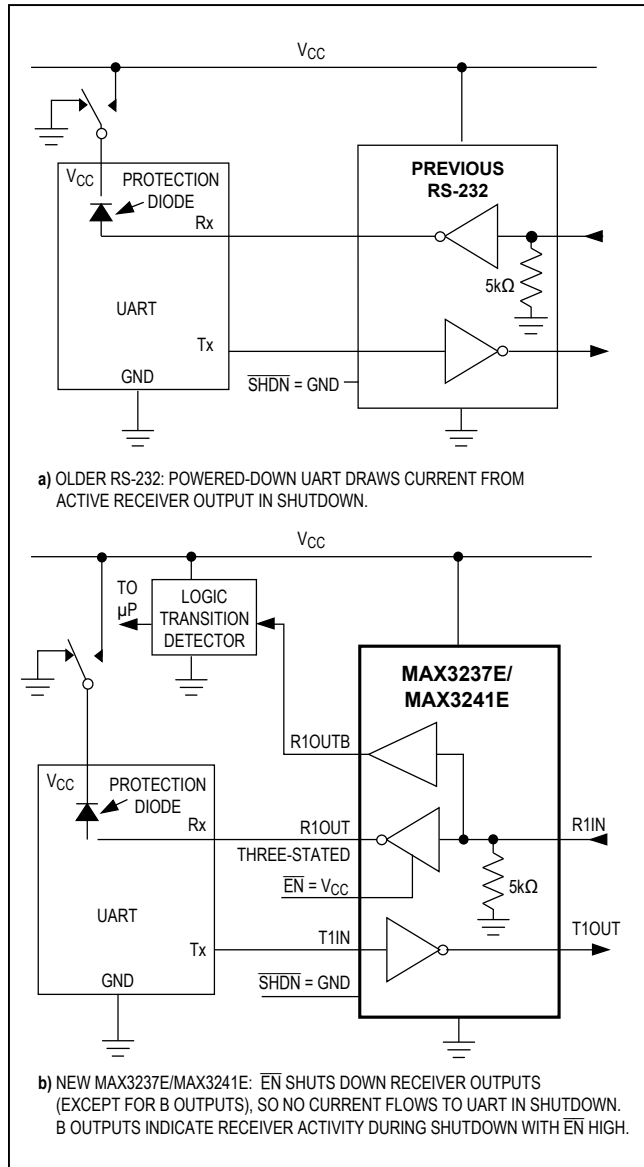 VCC
VCC
PROTECTION
DIODE
Rx
UART
Tx
GND
PREVIOUS
RS-232
5kΩ
SHDN = GND
a) OLDER RS-232: POWERED-DOWN UART DRAWS CURRENT FROM
ACTIVE RECEIVER OUTPUT IN SHUTDOWN.
VCC
TO
µP
LOGIC
TRANSITION
DETECTOR
MAX3237E/
MAX3241E
R1OUTB
VCC
PROTECTION
DIODE
Rx
R1OUT
R1IN
THREE-STATED
EN = VCC
5kΩ
UART
Tx
T1IN
T1OUT
GND
SHDN = GND
b) NEW MAX3237E/MAX3241E: EN SHUTS DOWN RECEIVER OUTPUTS
(EXCEPT FOR B OUTPUTS), SO NO CURRENT FLOWS TO UART IN SHUTDOWN.
B OUTPUTS INDICATE RECEIVER ACTIVITY DURING SHUTDOWN WITH EN HIGH.